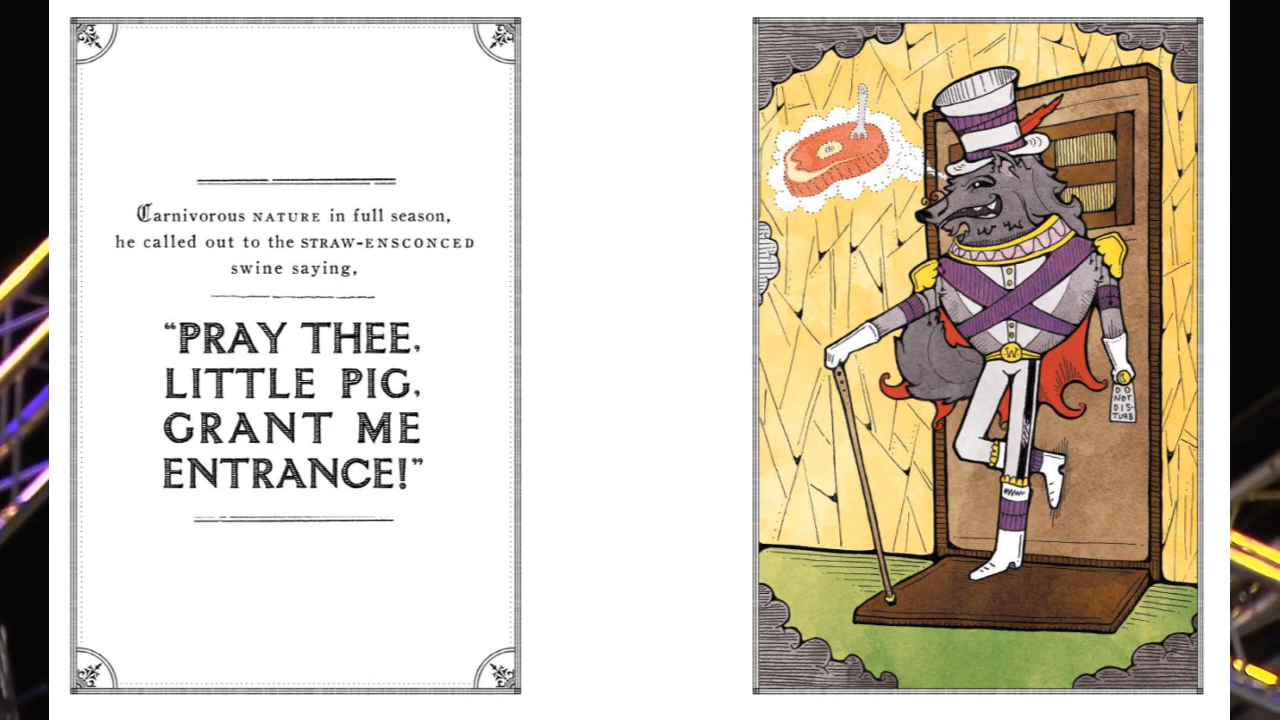 Carnivorous NATURE in full season,
he called out to the STRAW-ENSCONCED
swine saying,
“PRAY THEE,
LITTLE PIG,
GRANT ME
ENTRANCE!”
W
DO
NOT
DIS-
TURB